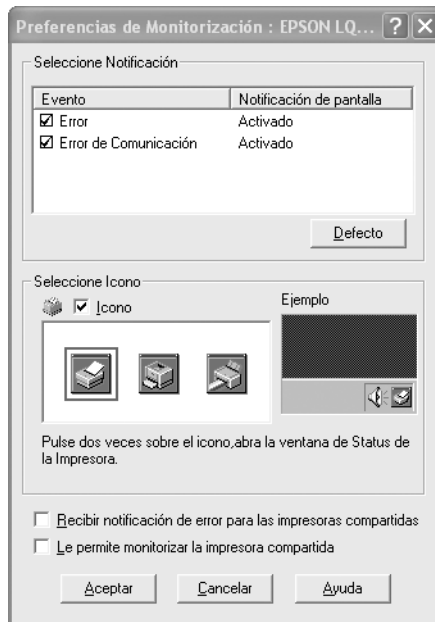 Preferencias de Monitorización : EPSON LQ...
Seleccione Notificación
Evento Notificación de pantalla
Error Activado
Error de Comunicación Activado
Defecto
Seleccione Icono
Icono
Ejemplo
Pulse dos veces sobre el icono,abra la ventana de Status de
la Impresora.
Recibir notificación de error para las impresoras compartidas
Le permite monitorizar la impresora compartida
Aceptar Cancelar Ayuda